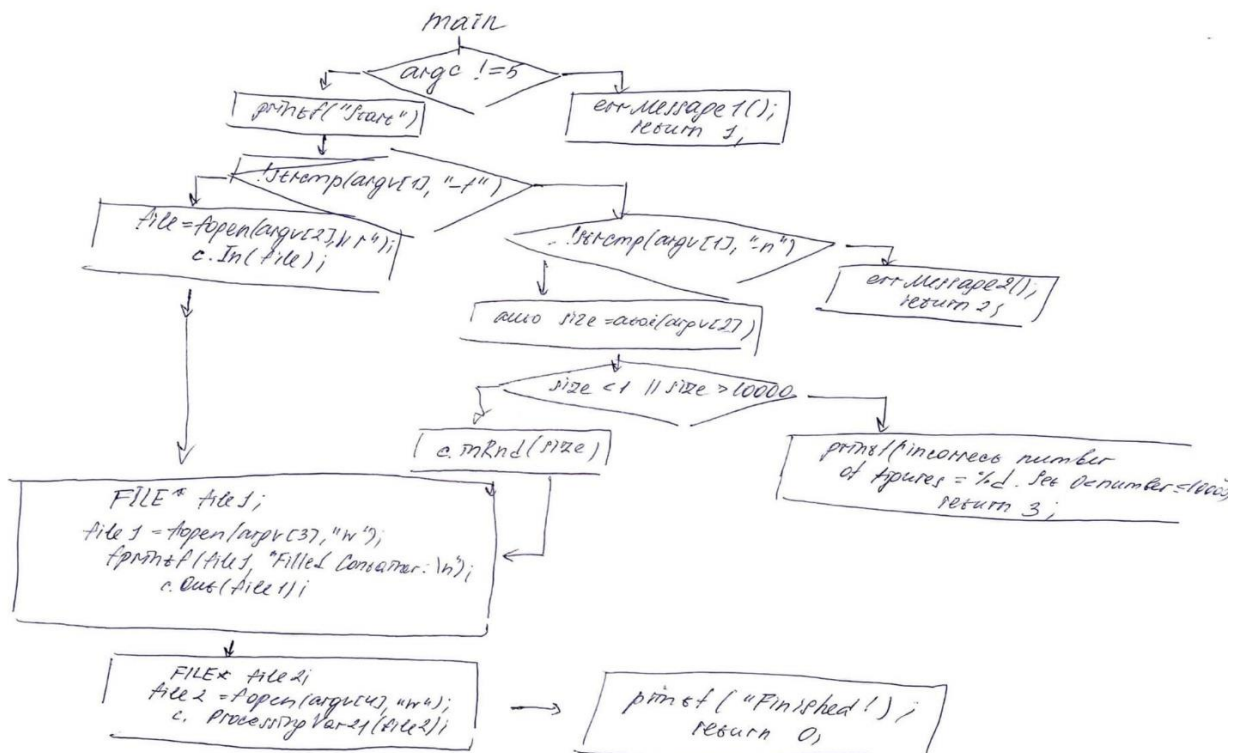 main
argc !=5
printf("Start")
errMessage1();
return 1;
!strcmp(argv[1], "-f")
file=fopen(argv[2],"r");
c.In(file);
!strcmp(argv[1], "-n")
errMessage2();
return 2;
auto size=atoi(argv[2])
size <1 || size >10000
c.InRnd(size)
printf("incorrect number
of figures = %d. Set 0<number<=10000
return 3;
FILE* file1;
file1=fopen(argv[3],"w");
fprintf(file1, "Filled Container:\n");
c.Out(file1);
FILE* file2;
file2=fopen(argv[4],"w");
c. ProcessingVar21(file2);
printf("Finished!);
return 0;